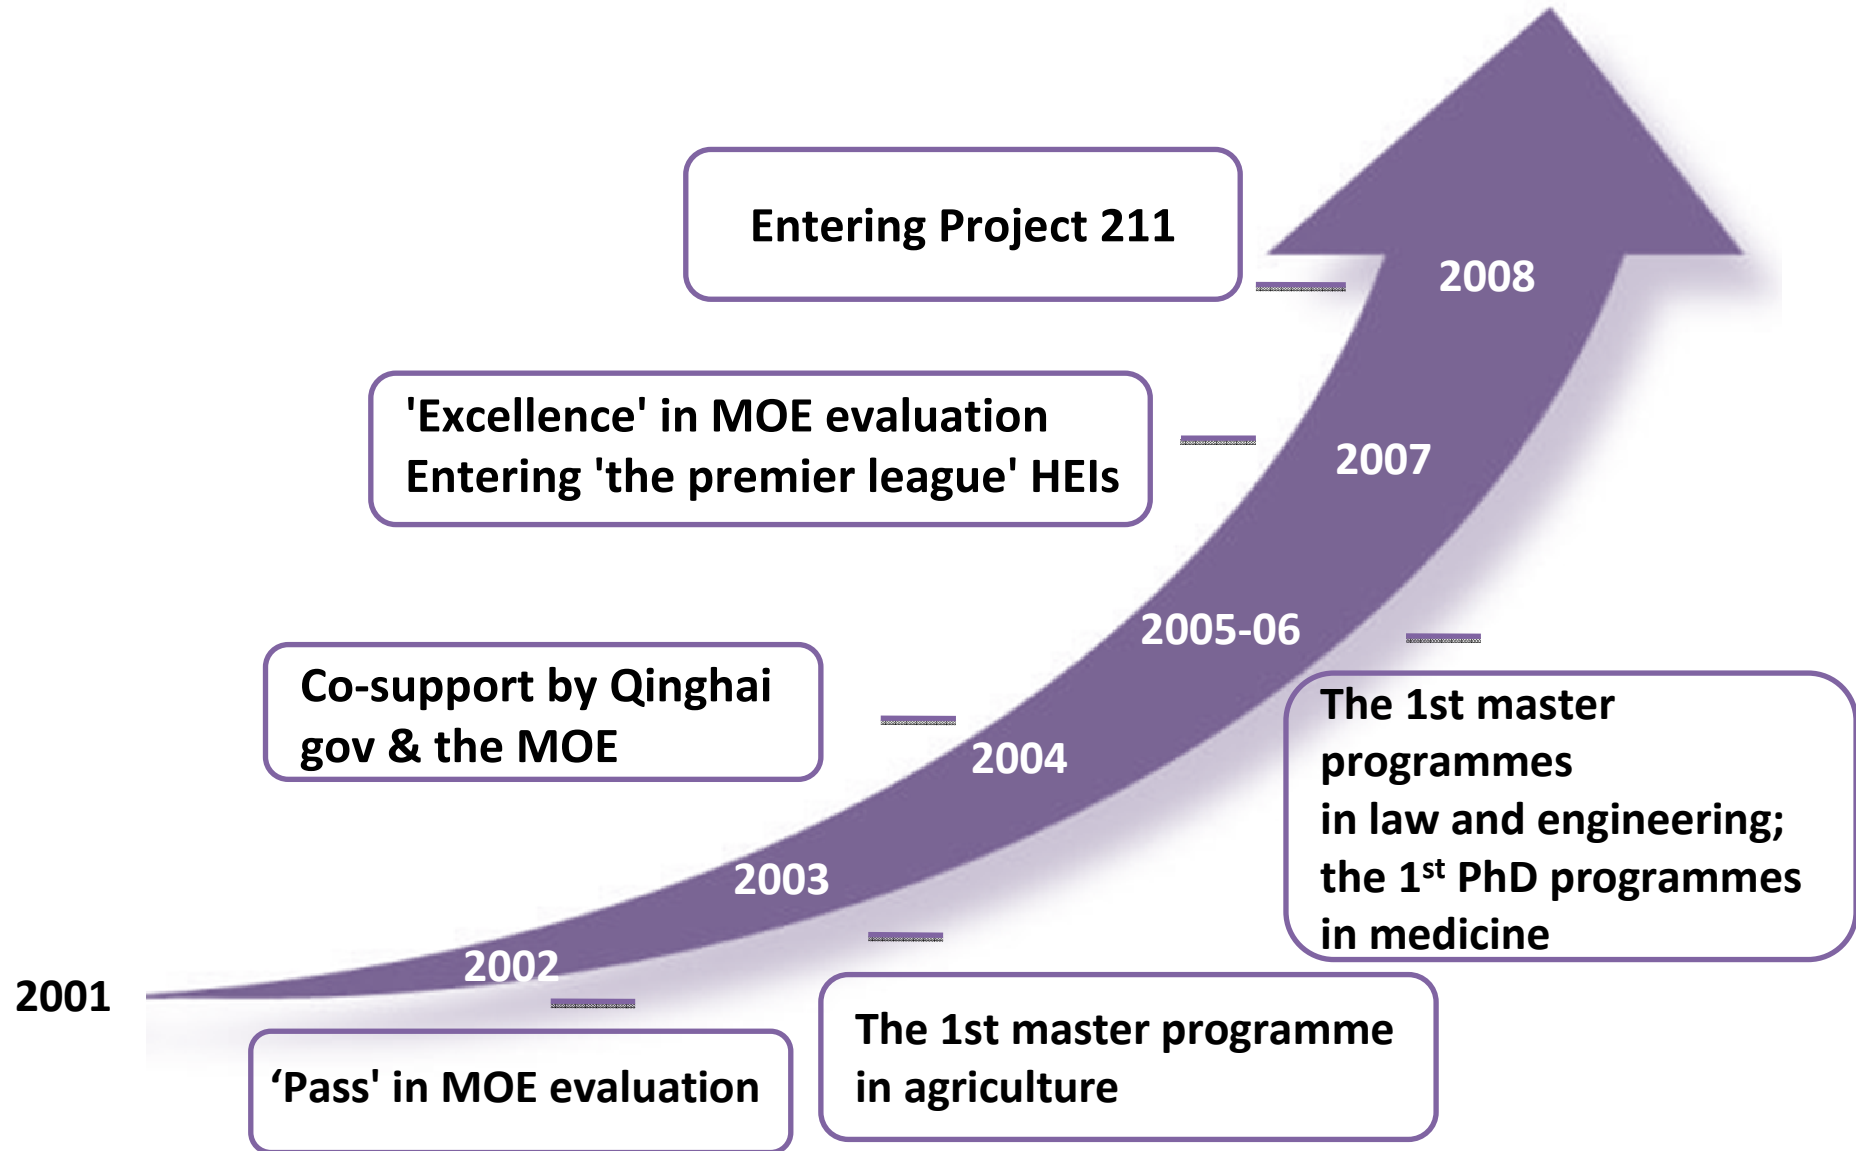 Entering Project 211
2008
'Excellence' in MOE evaluation
Entering 'the premier league' HEIs
2007
2005-06
Co-support by Qinghai
gov & the MOE
2004
The 1st master
programmes
in law and engineering;
the 1st PhD programmes
in medicine
2003
2002
2001
The 1st master programme
in agriculture
‘Pass' in MOE evaluation